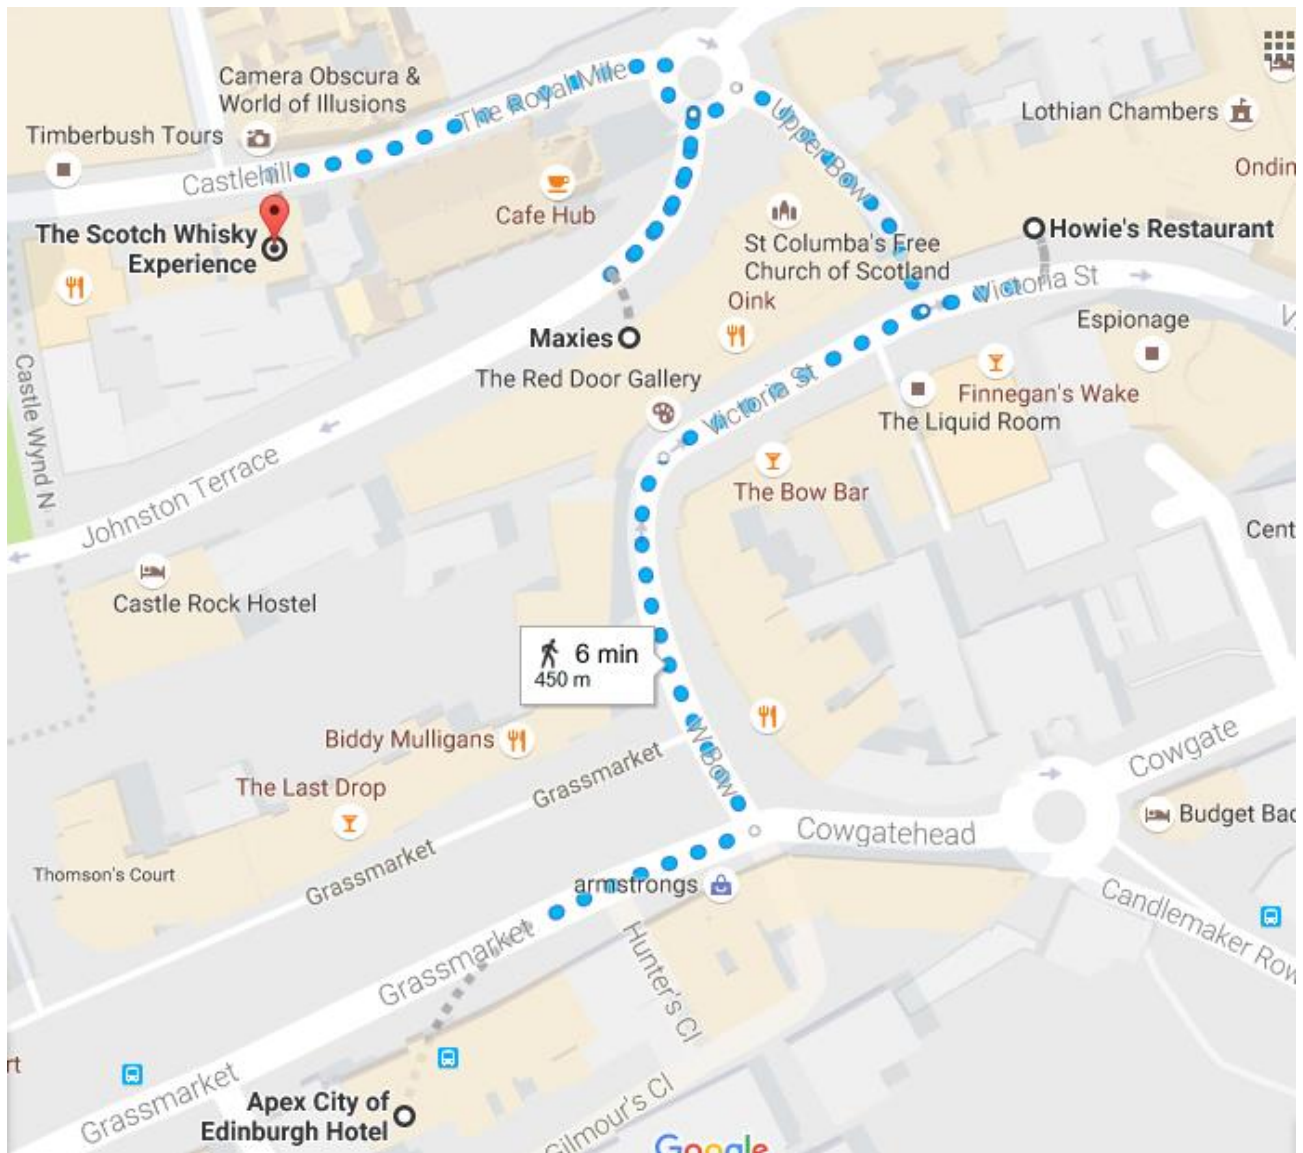 Camera Obscura &
World of Illusions
The Royal Mile
Timberbush Tours
Castlehill
Upper Bow
Lothian Chambers
Ondin
Cafe Hub
The Scotch Whisky
Experience
St Columba's Free
Church of Scotland
Howie's Restaurant
Victoria St
Oink
Maxies
Espionage
The Red Door Gallery
Castle Wynd N
Victoria St
Finnegan's Wake
The Liquid Room
Johnston Terrace
The Bow Bar
Cent
Castle Rock Hostel
6 min
450 m
W Bow
Biddy Mulligans
Grassmarket
Cowgate
The Last Drop
Cowgatehead
Budget Bac
Thomson's Court
Grassmarket
armstrongs
Candlemaker Row
Grassmarket
Hunter's Cl
rt
Grassmarket
Apex City of
Edinburgh Hotel
Gilmour's Cl
Google